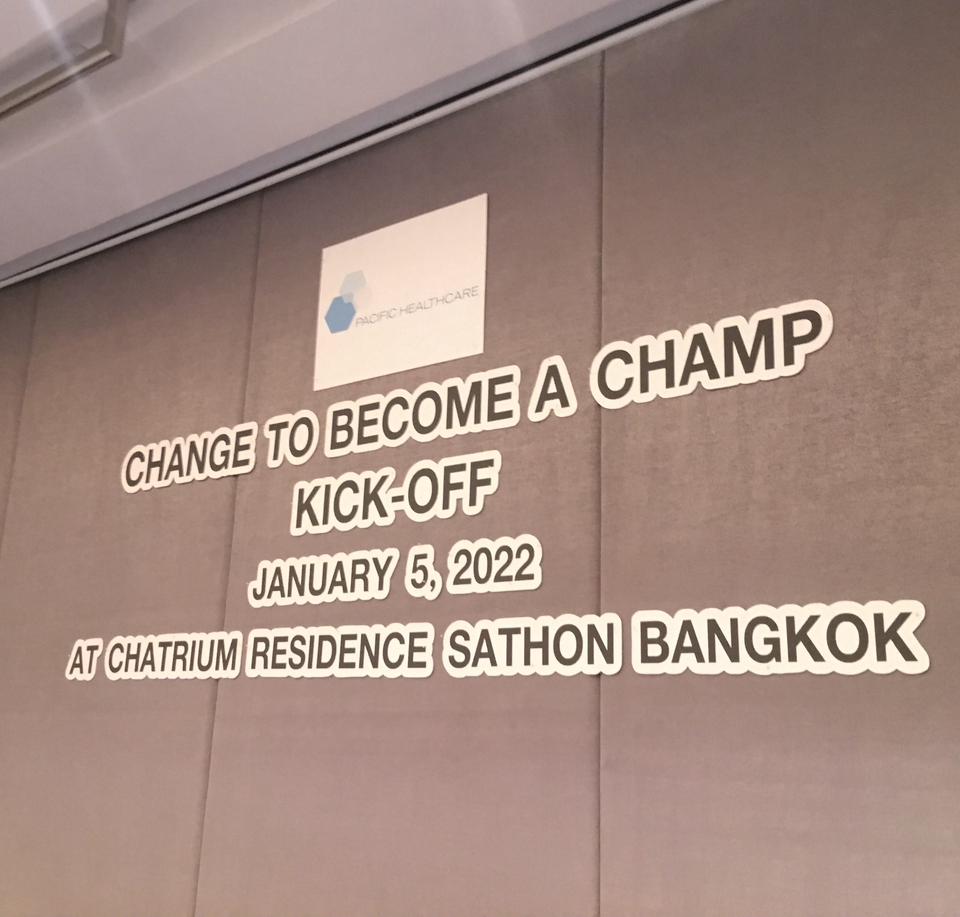 PACIFIC HEALTHCARE
CHANGE TO BECOME A CHAMP
KICK-OFF
JANUARY 5, 2022
AT CHATRIUM RESIDENCE SATHON BANGKOK